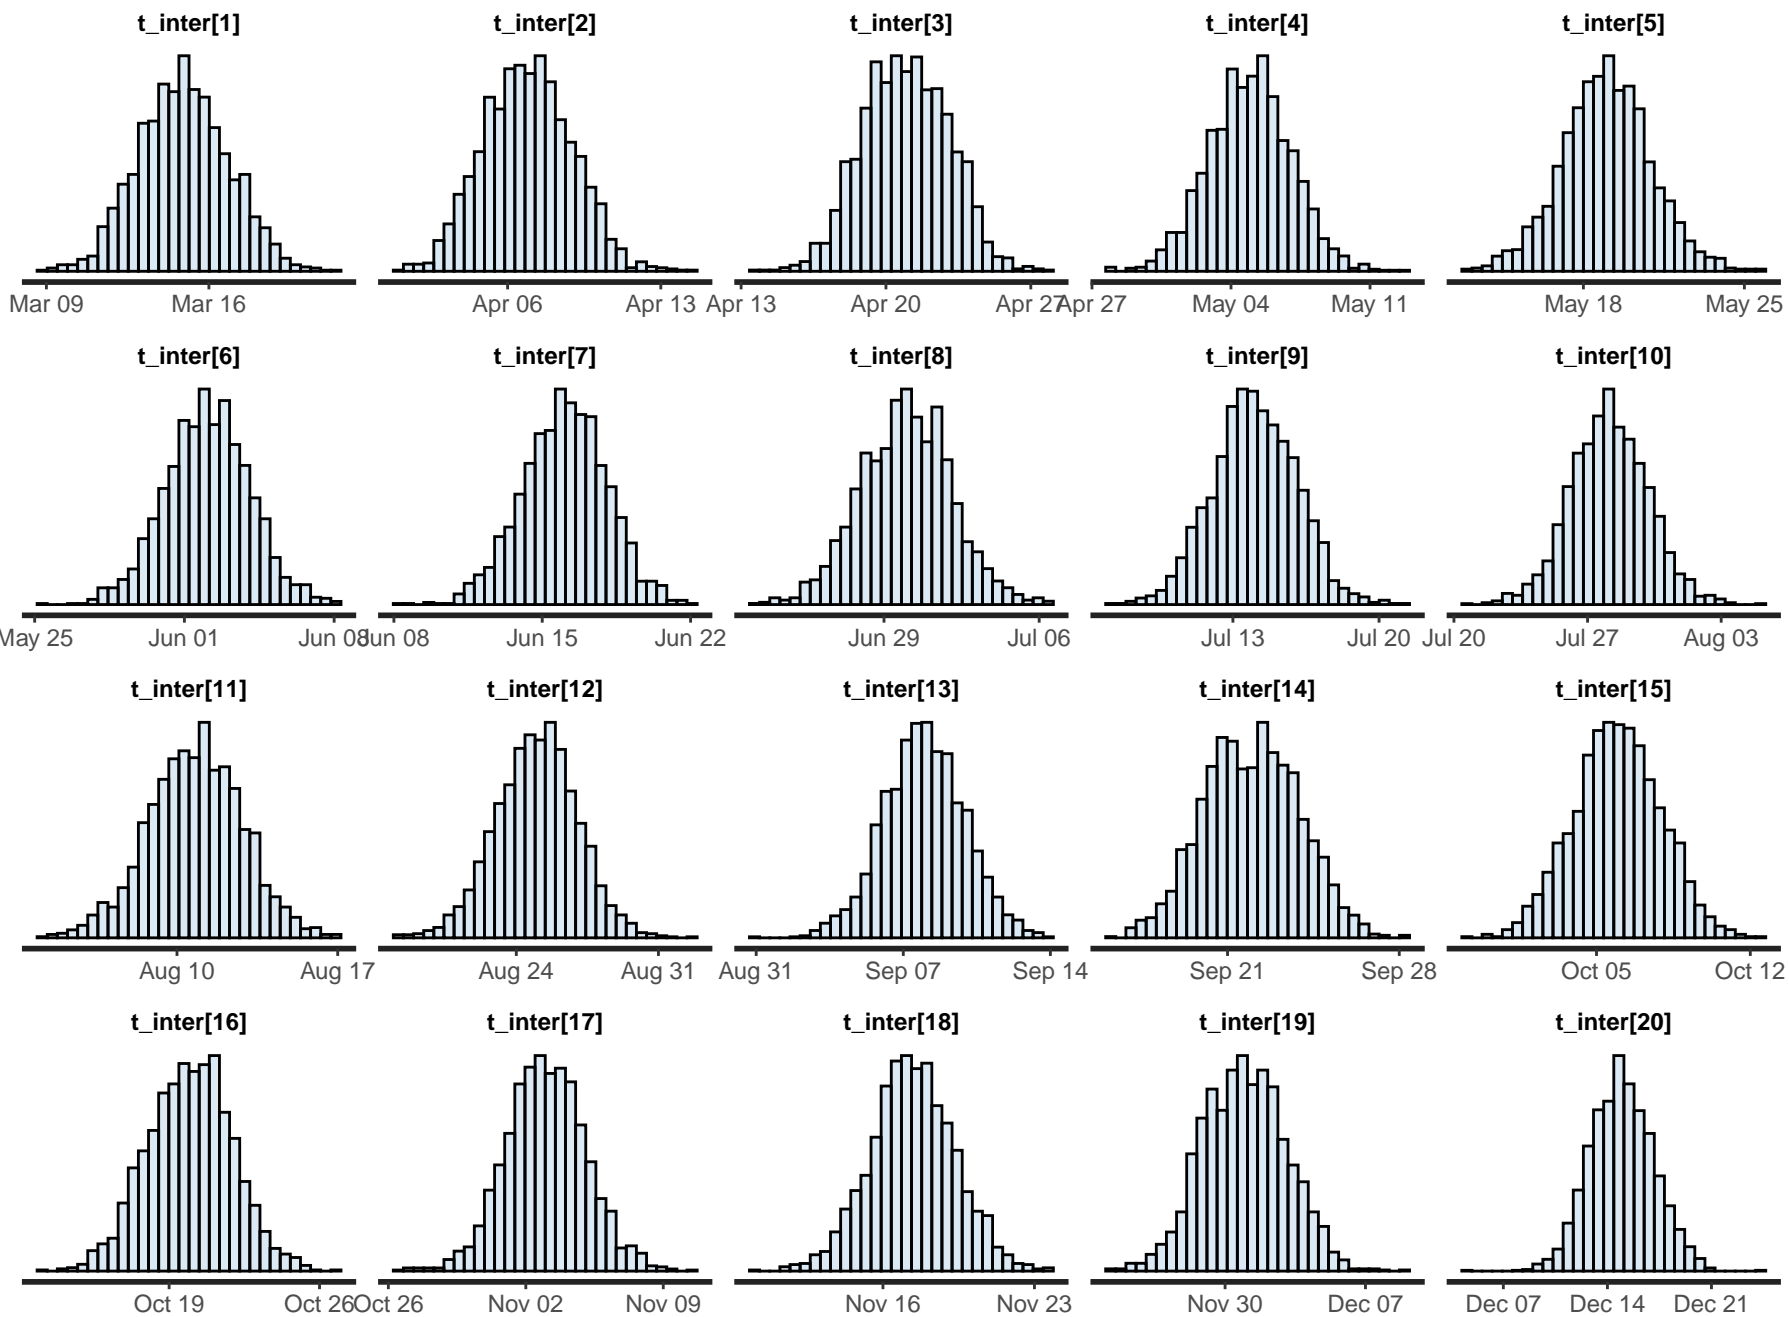 t_inter[1] t_inter[2] t_inter[3] t_inter[4] t_inter[5]
Mar 09 Mar 16 Apr 06 Apr 13 Apr 13 Apr 20 Apr 27 Apr 27 May 04 May 11 May 18 May 25
t_inter[6] t_inter[7] t_inter[8] t_inter[9] t_inter[10]
May 25 Jun 01 Jun 08 Jun 08 Jun 15 Jun 22 Jun 29 Jul 06 Jul 13 Jul 20 Jul 20 Jul 27 Aug 03
t_inter[11] t_inter[12] t_inter[13] t_inter[14] t_inter[15]
Aug 10 Aug 17 Aug 24 Aug 31 Aug 31 Sep 07 Sep 14 Sep 21 Sep 28 Oct 05 Oct 12
t_inter[16] t_inter[17] t_inter[18] t_inter[19] t_inter[20]
Oct 19 Oct 26 Oct 26 Nov 02 Nov 09 Nov 16 Nov 23 Nov 30 Dec 07 Dec 07 Dec 14 Dec 21